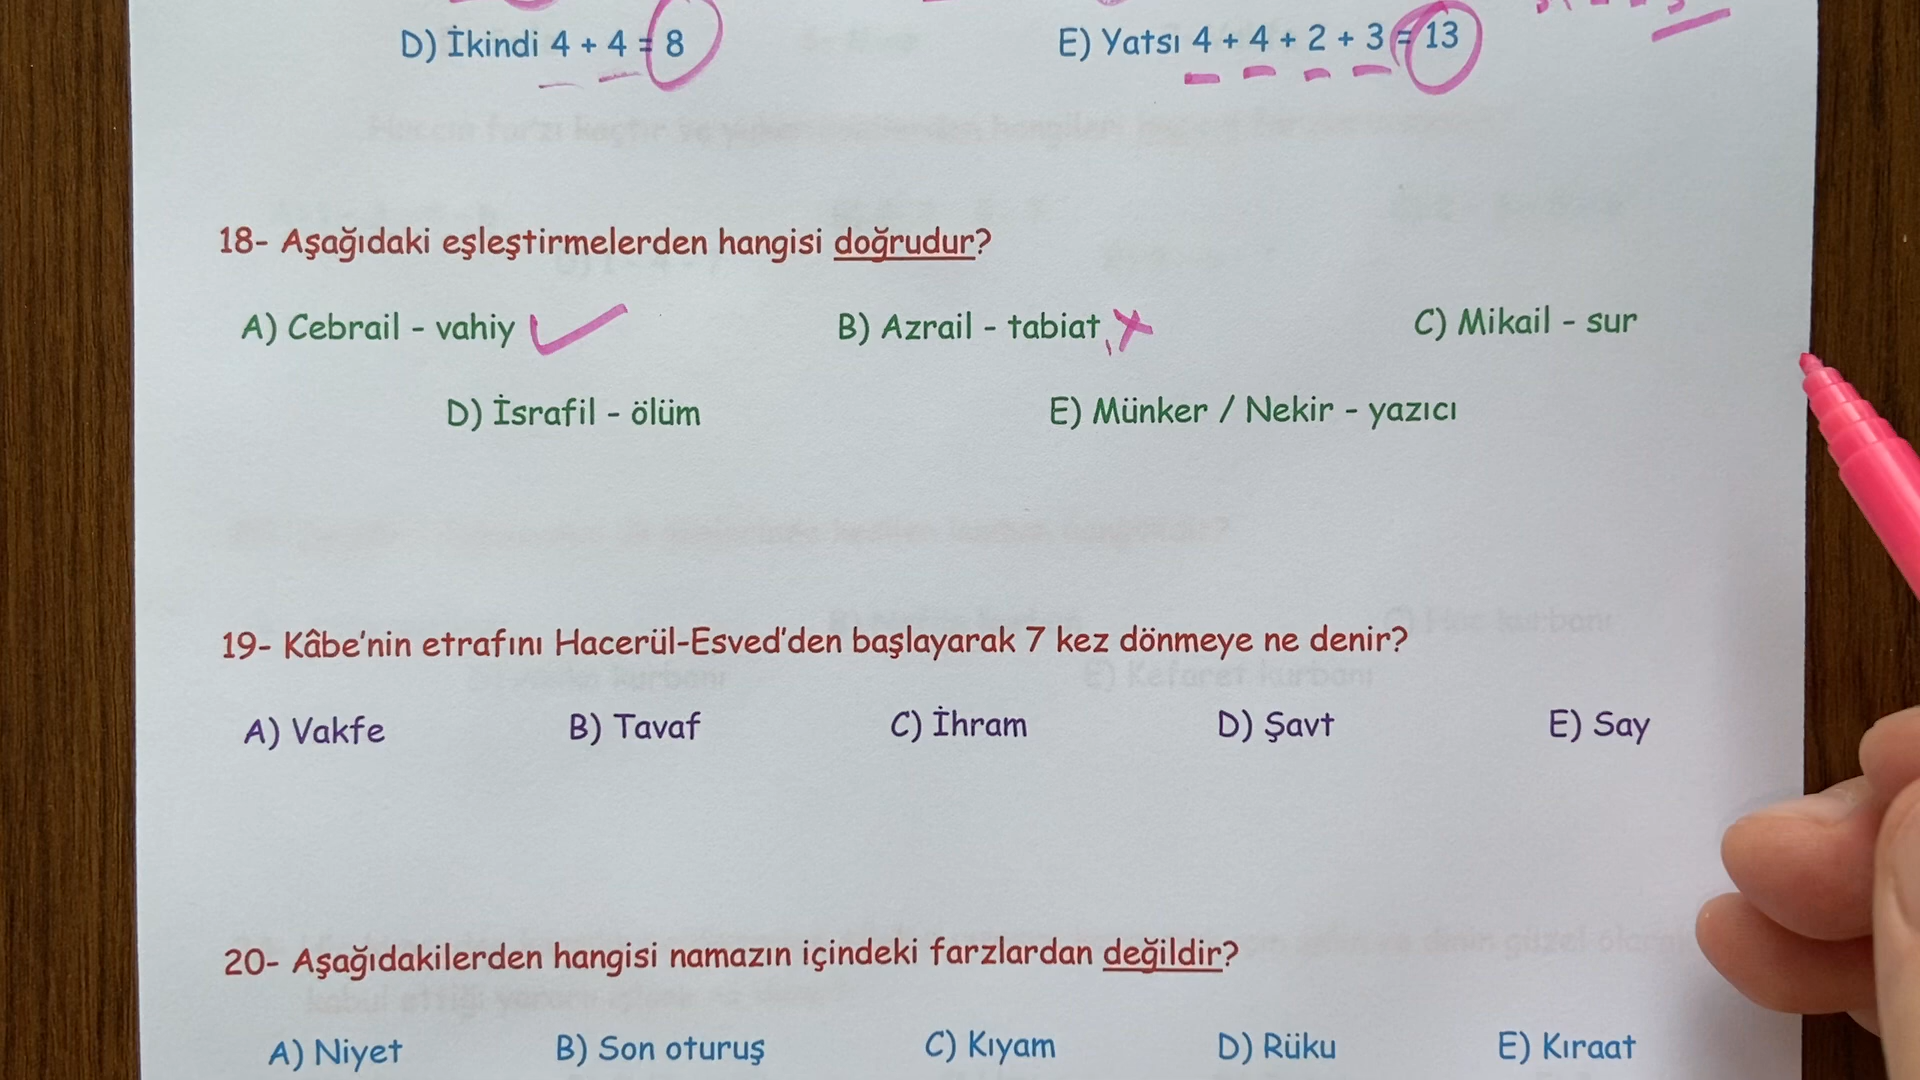 D) İkindi 4 + 4 = 8
E) Yatsı 4 + 4 + 2 + 3 = 13
18- Aşağıdaki eşleştirmelerden hangisi doğrudur?
A) Cebrail - vahiy
B) Azrail - tabiat
C) Mikail - sur
D) İsrafil - ölüm
E) Münker / Nekir - yazıcı
19- Kâbe'nin etrafını Hacerül-Esved'den başlayarak 7 kez dönmeye ne denir?
A) Vakfe
B) Tavaf
C) İhram
D) Şavt
E) Say
20- Aşağıdakilerden hangisi namazın içindeki farzlardan değildir?
A) Niyet
B) Son oturuş
C) Kıyam
D) Rüku
E) Kıraat